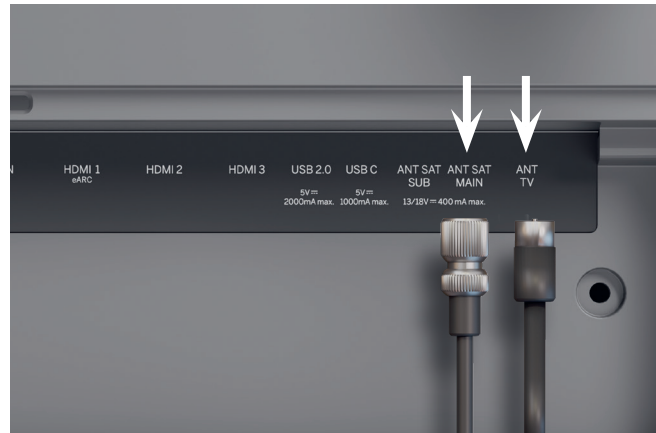 N
HDMI 1
eARC
HDMI 2
HDMI 3
USB 2.0
5V⎓
2000mA max.
USB C
5V⎓
1000mA max.
ANT SAT
SUB
ANT SAT
MAIN
13/18V⎓400 mA max.
ANT
TV